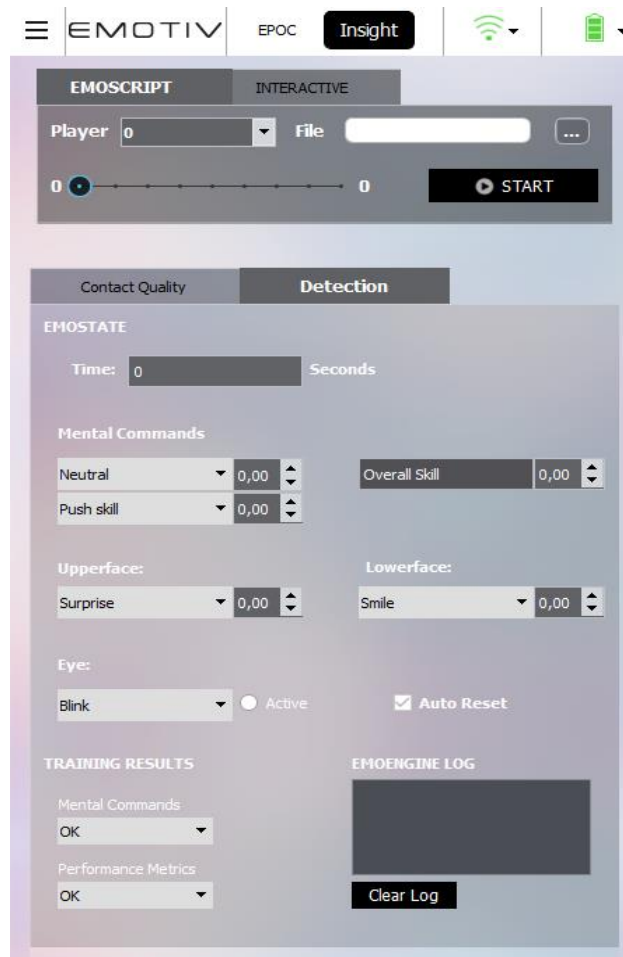 EMOTIV EPOC Insight
EMOSCRIPT INTERACTIVE
Player 0 File ...
0 0 START
Contact Quality Detection
EMOSTATE
Time: 0 Seconds
Mental Commands
Neutral 0,00 Overall Skill 0,00
Push skill 0,00
Upperface: Lowerface:
Surprise 0,00 Smile 0,00
Eye:
Blink Active Auto Reset
TRAINING RESULTS EMOENGINE LOG
Mental Commands
OK
Performance Metrics
OK Clear Log